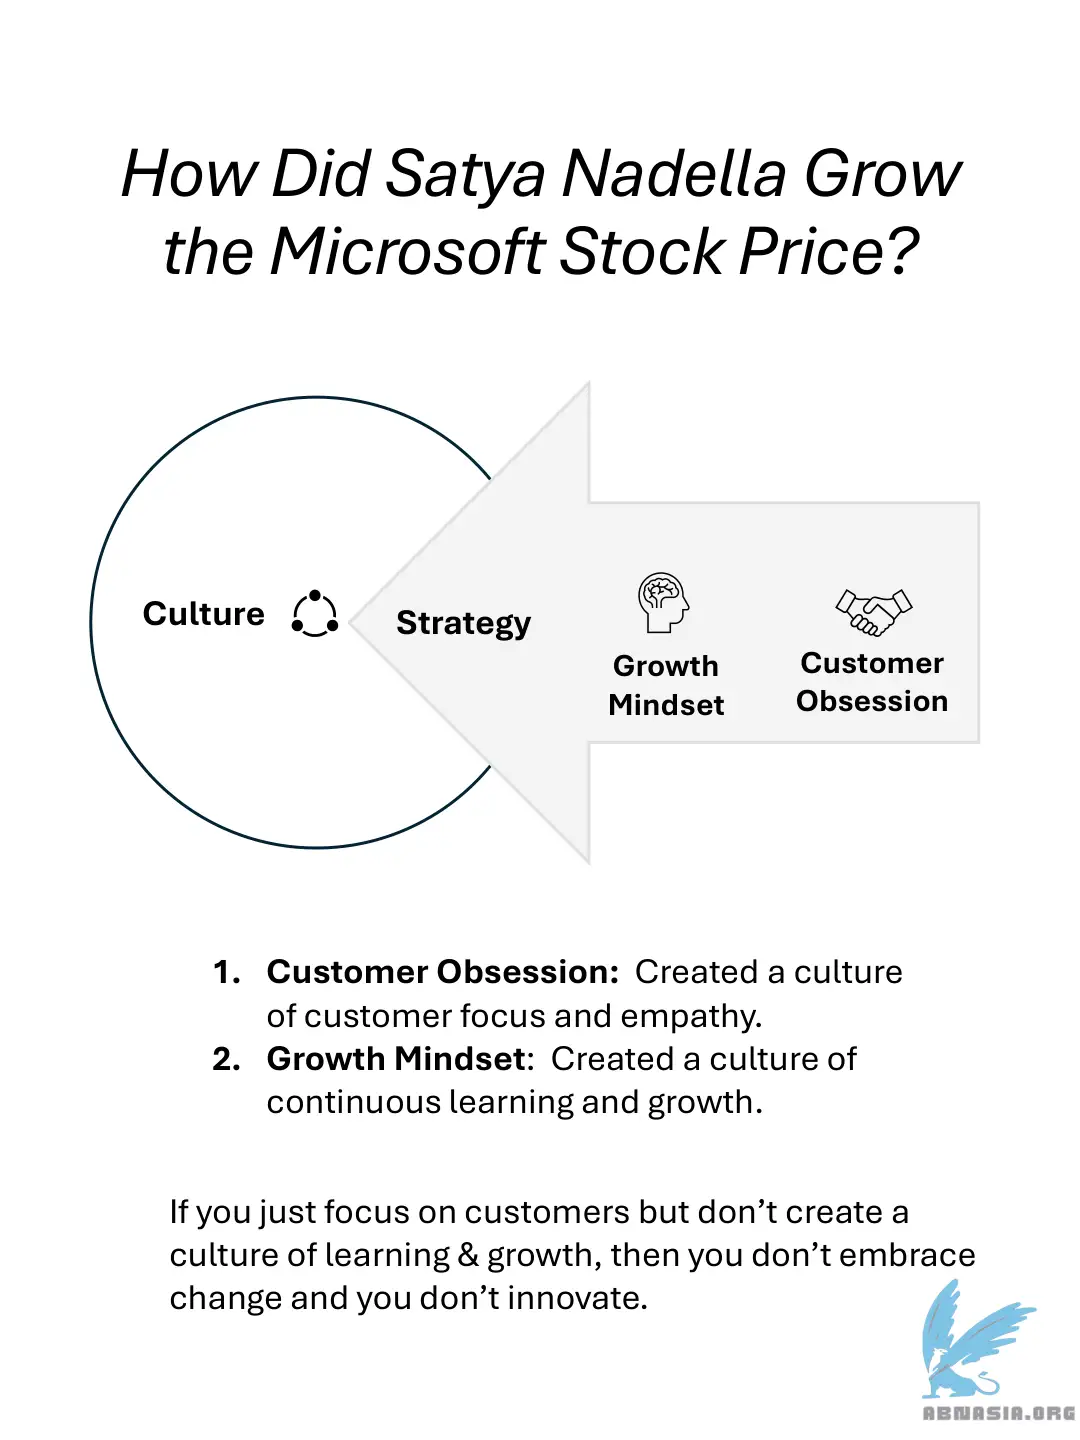 How Did Satya Nadella Grow
the Microsoft Stock Price?
Culture
Strategy
Growth
Mindset
Customer
Obsession
1. Customer Obsession: Created a culture
of customer focus and empathy.
2. Growth Mindset: Created a culture of
continuous learning and growth.
If you just focus on customers but don’t create a
culture of learning & growth, then you don’t embrace
change and you don’t innovate.
ABNASIA.ORG